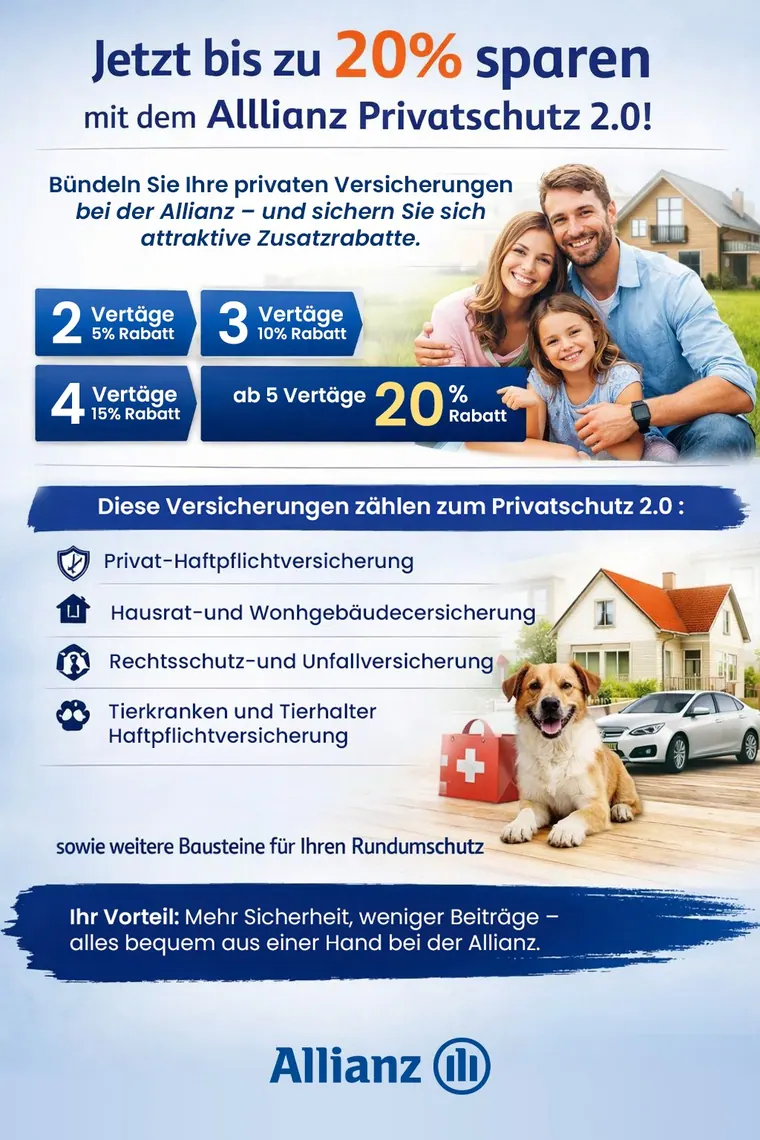 Jetzt bis zu 20% sparen
mit dem Alllianz Privatschutz 2.0!
Bündeln Sie Ihre privaten Versicherungen
bei der Allianz – und sichern Sie sich
attraktive Zusatzrabatte.
2 Vertäge
5% Rabatt
3 Vertäge
10% Rabatt
4 Vertäge
15% Rabatt
ab 5 Vertäge 20% Rabatt
Diese Versicherungen zählen zum Privatschutz 2.0 :
Privat-Haftpflichtversicherung
Hausrat-und Wonhgebäudecersicherung
Rechtsschutz-und Unfallversicherung
Tierkranken und Tierhalter
Haftpflichtversicherung
sowie weitere Bausteine für Ihren Rundumschutz
Ihr Vorteil: Mehr Sicherheit, weniger Beiträge –
alles bequem aus einer Hand bei der Allianz.
Allianz